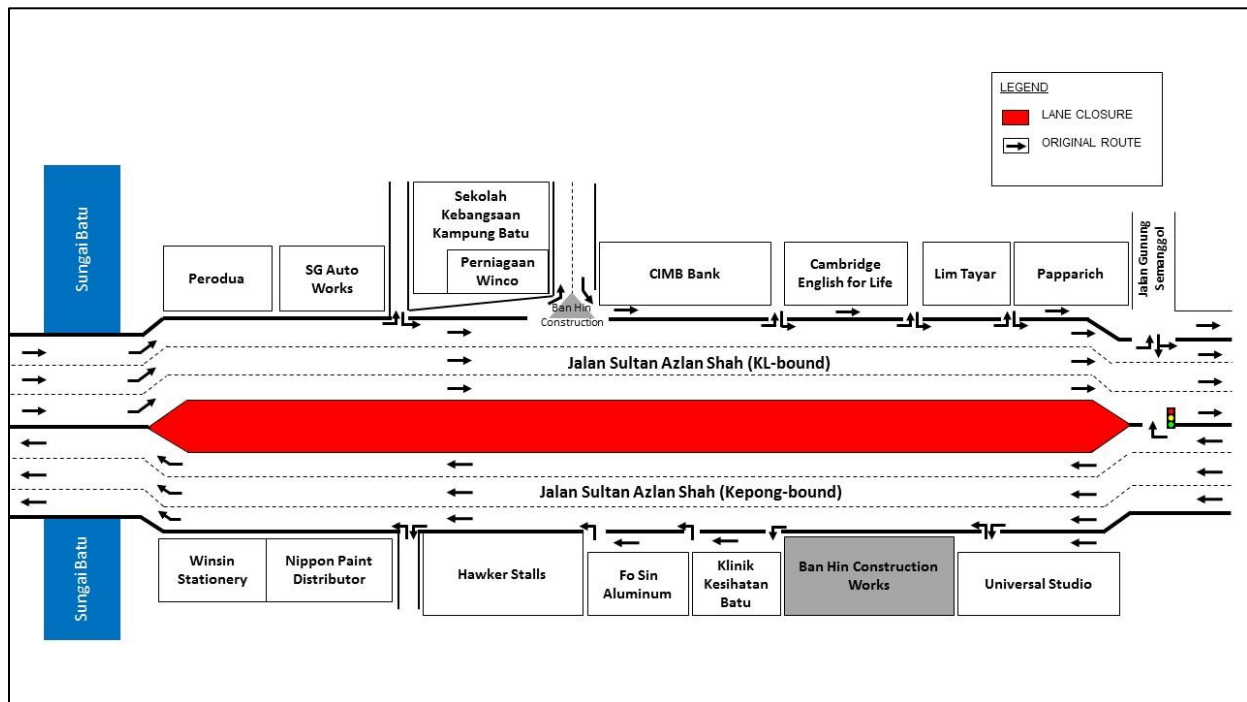 LEGEND
LANE CLOSURE
ORIGINAL ROUTE
Sungai Batu
Perodua
SG Auto
Works
Sekolah
Kebangsaan
Kampung Batu
Perniagaan
Winco
Ban Hin
Construction
CIMB Bank
Cambridge
English for Life
Lim Tayar
Papparich
Jalan Gunung
Semanggol
Jalan Sultan Azlan Shah (KL-bound)
Jalan Sultan Azlan Shah (Kepong-bound)
Sungai Batu
Winsin
Stationery
Nippon Paint
Distributor
Hawker Stalls
Fo Sin
Aluminum
Klinik
Kesihatan
Batu
Ban Hin Construction
Works
Universal Studio